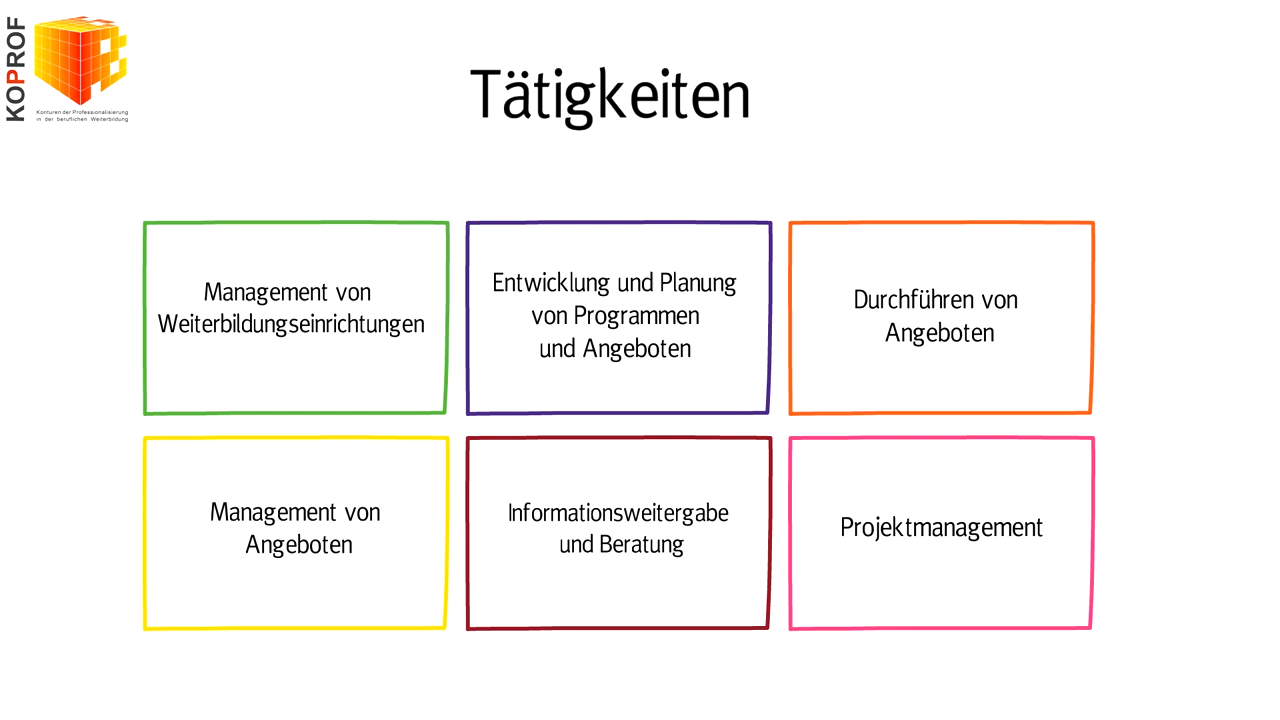 KOPROF
Konturen der Professionalisierung
in der beruflichen Weiterbildung
Tätigkeiten
Management von
Weiterbildungseinrichtungen
Entwicklung und Planung
von Programmen
und Angeboten
Durchführen von
Angeboten
Management von
Angeboten
Informationsweitergabe
und Beratung
Projektmanagement